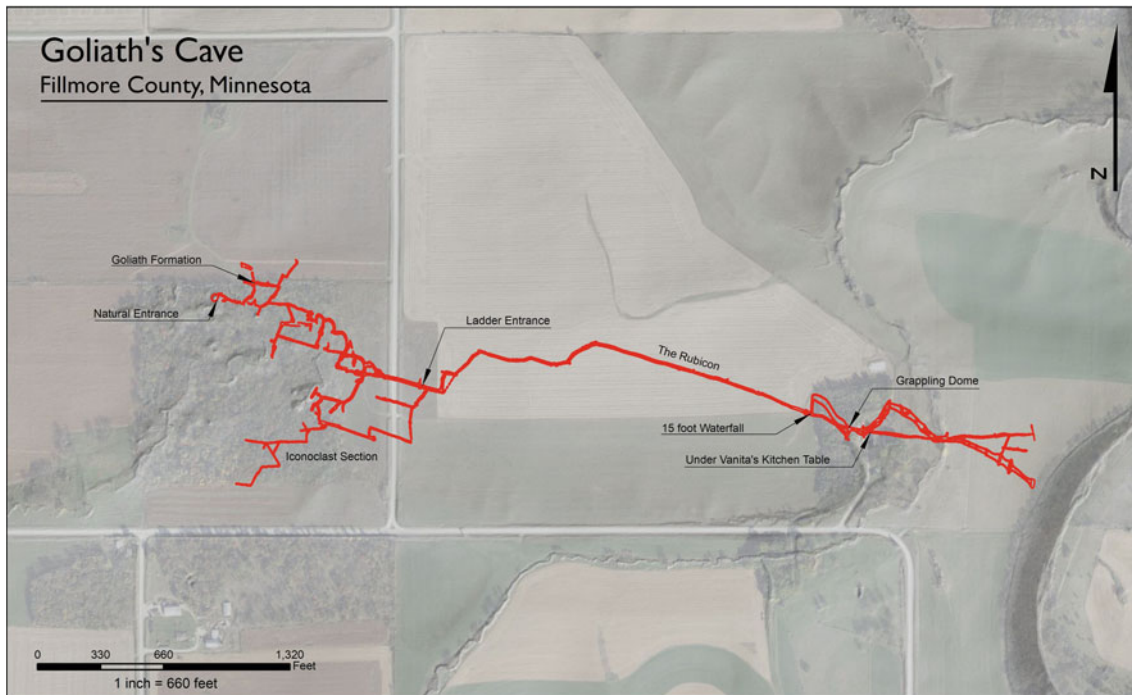 Goliath's Cave
Fillmore County, Minnesota
N
Goliath Formation
Natural Entrance
Ladder Entrance
The Rubicon
Grappling Dome
15 foot Waterfall
Under Vanita's Kitchen Table
Iconoclast Section
0 330 660 1,320
Feet
1 inch = 660 feet